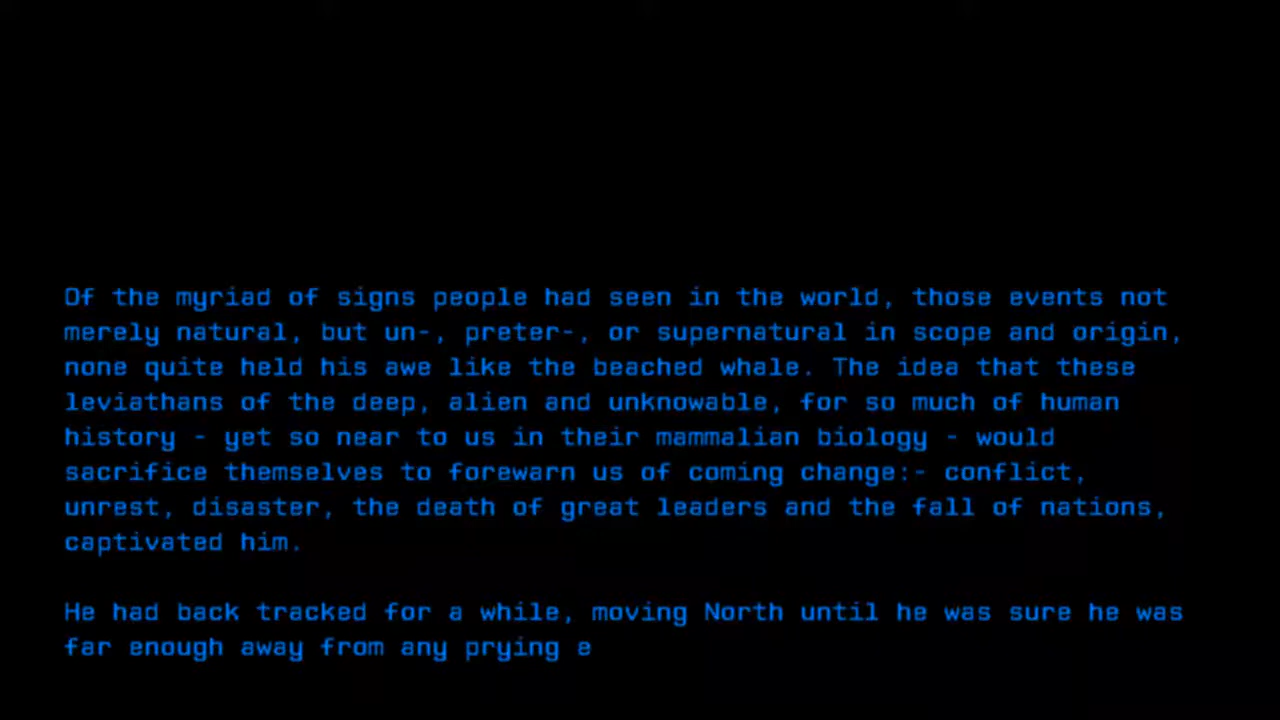 Of the myriad of signs people had seen in the world, those events not
merely natural, but un-, preter-, or supernatural in scope and origin,
none quite held his awe like the beached whale. The idea that these
leviathans of the deep, alien and unknowable, for so much of human
history - yet so near to us in their mammalian biology - would
sacrifice themselves to forewarn us of coming change:- conflict,
unrest, disaster, the death of great leaders and the fall of nations,
captivated him.
He had back tracked for a while, moving North until he was sure he was
far enough away from any prying e